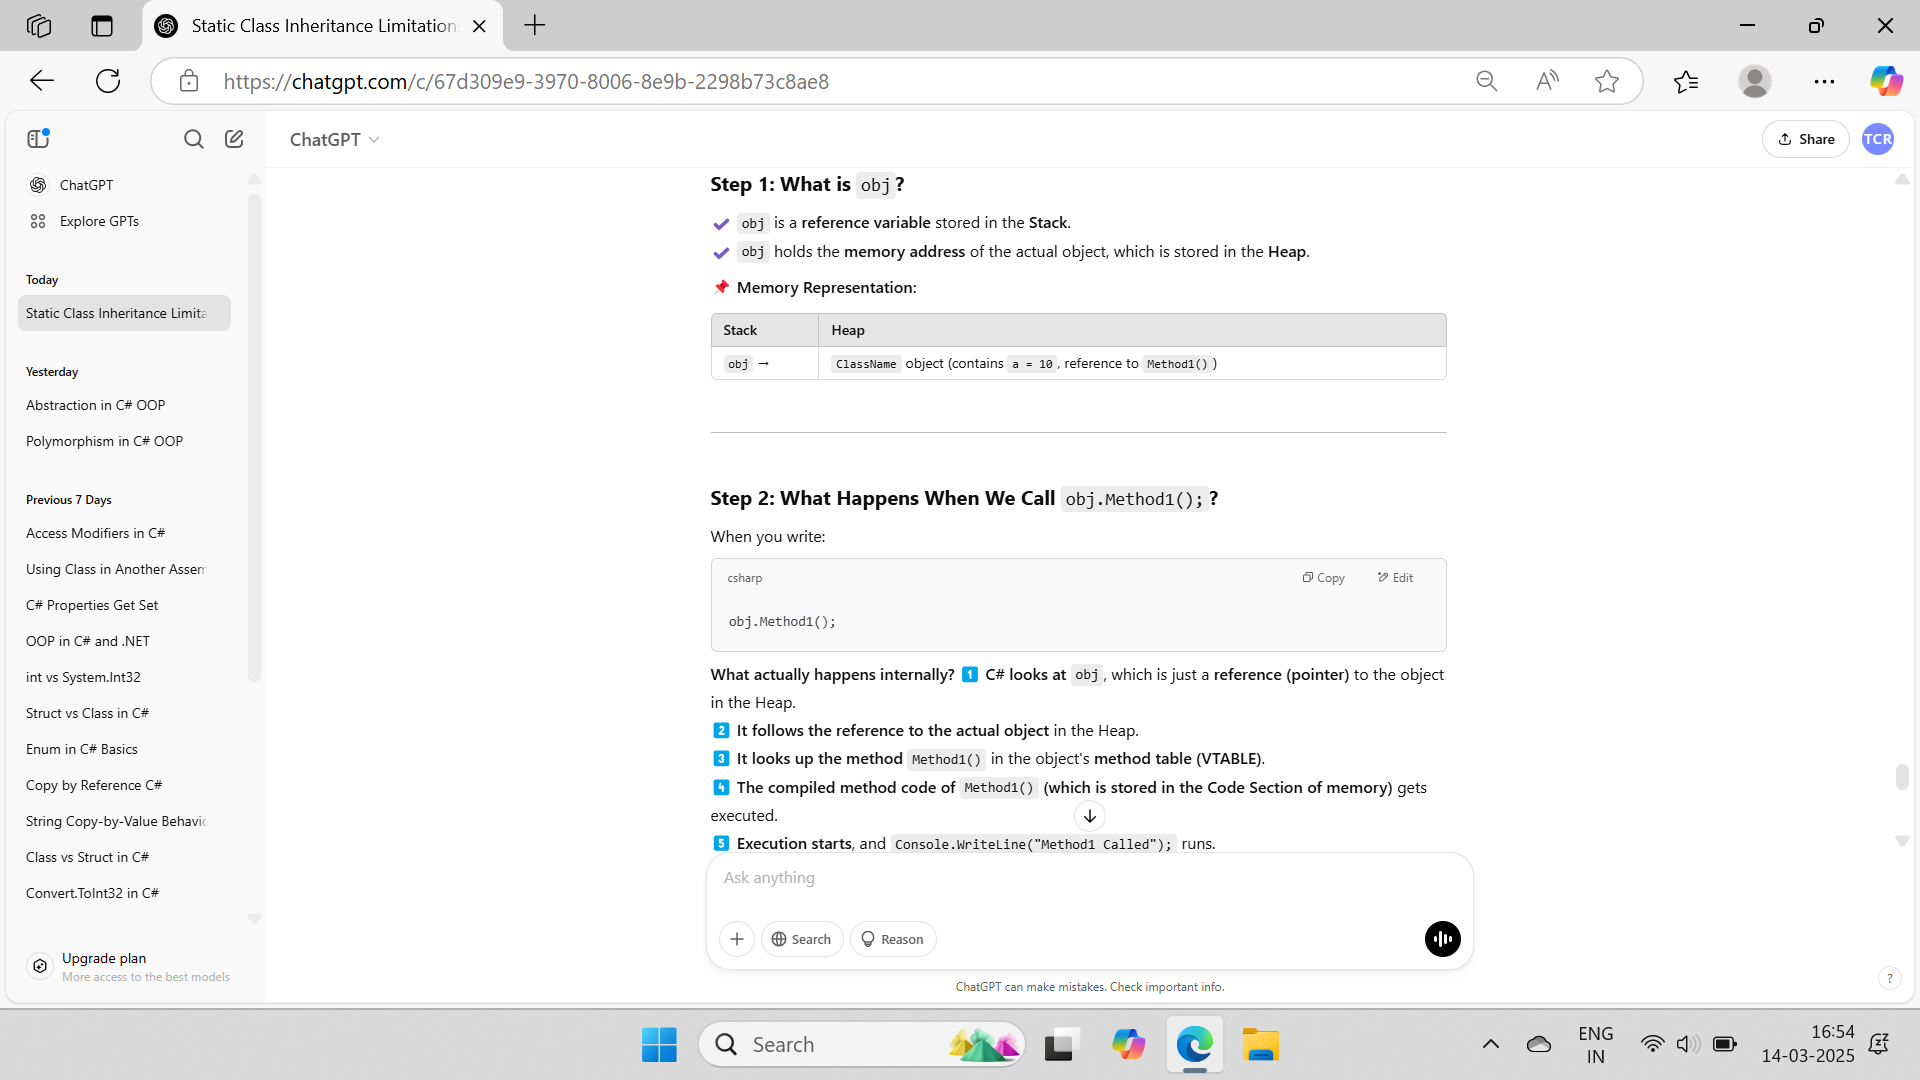 Static Class Inheritance Limitation
https://chatgpt.com/c/67d309e9-3970-8006-8e9b-2298b73c8ae8
ChatGPT
Share
TCR
ChatGPT
Explore GPTs
Today
Static Class Inheritance Limita
Yesterday
Abstraction in C# OOP
Polymorphism in C# OOP
Previous 7 Days
Access Modifiers in C#
Using Class in Another Assem
C# Properties Get Set
OOP in C# and .NET
int vs System.Int32
Struct vs Class in C#
Enum in C# Basics
Copy by Reference C#
String Copy-by-Value Behavio
Class vs Struct in C#
Convert.ToInt32 in C#
Upgrade plan
More access to the best models
Step 1: What is obj?
obj is a reference variable stored in the Stack.
obj holds the memory address of the actual object, which is stored in the Heap.
📌 Memory Representation:
Stack Heap
obj → ClassName object (contains a = 10, reference to Method1())
Step 2: What Happens When We Call obj.Method1();?
When you write:
csharp Copy Edit
obj.Method1();
What actually happens internally? 1️⃣ C# looks at obj, which is just a reference (pointer) to the object
in the Heap.
2️⃣ It follows the reference to the actual object in the Heap.
3️⃣ It looks up the method Method1() in the object's method table (VTABLE).
4️⃣ The compiled method code of Method1() (which is stored in the Code Section of memory) gets
executed.
5️⃣ Execution starts, and Console.WriteLine("Method1 Called"); runs.
Ask anything
Search
Reason
ChatGPT can make mistakes. Check important info.
?
Search
ENG
IN
16:54
14-03-2025